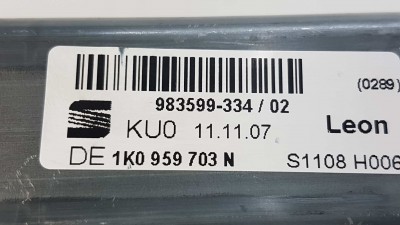 (0289)
983599-334 / 02
KU0 11.11.07 Leon
DE 1K0 959 703 N S1108 H006